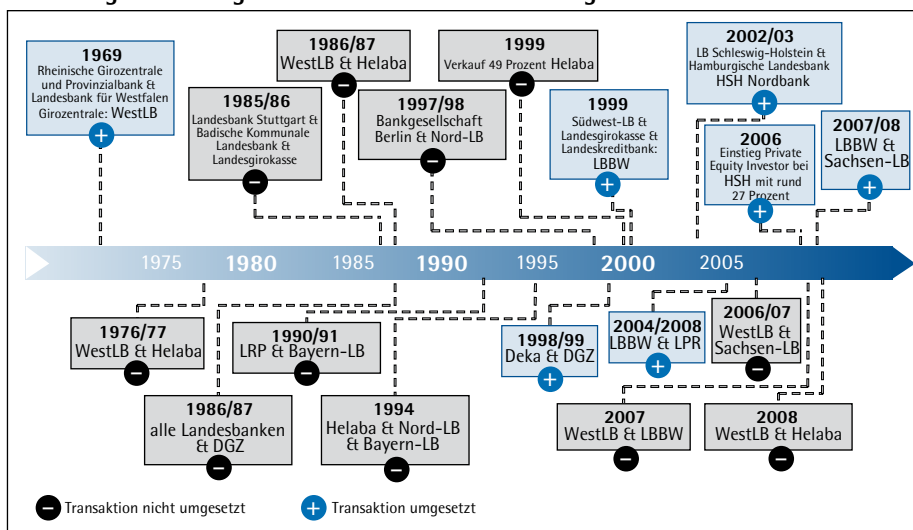 1969
Rheinische Girozentrale
und Provinzialbank &
Landesbank für Westfalen
Girozentrale: WestLB
1985/86
Landesbank Stuttgart &
Badische Kommunale
Landesbank &
Landesgirokasse
1986/87
WestLB & Helaba
1997/98
Bankgesellschaft
Berlin & Nord-LB
1999
Verkauf 49 Prozent Helaba
1999
Südwest-LB &
Landesgirokasse &
Landeskreditbank:
LBBW
2002/03
LB Schleswig-Holstein &
Hamburgische Landesbank
HSH Nordbank
2006
Einstieg Private
Equity Investor bei
HSH mit rund
27 Prozent
2007/08
LBBW &
Sachsen-LB
1975
1980
1985
1990
1995
2000
2005
1976/77
WestLB & Helaba
1986/87
alle Landesbanken
& DGZ
1990/91
LRP & Bayern-LB
1994
Helaba & Nord-LB
& Bayern-LB
1998/99
Deka & DGZ
2004/2008
LBBW & LPR
2006/07
WestLB &
Sachsen-LB
2007
WestLB & LBBW
2008
WestLB & Helaba
Transaktion nicht umgesetzt
Transaktion umgesetzt